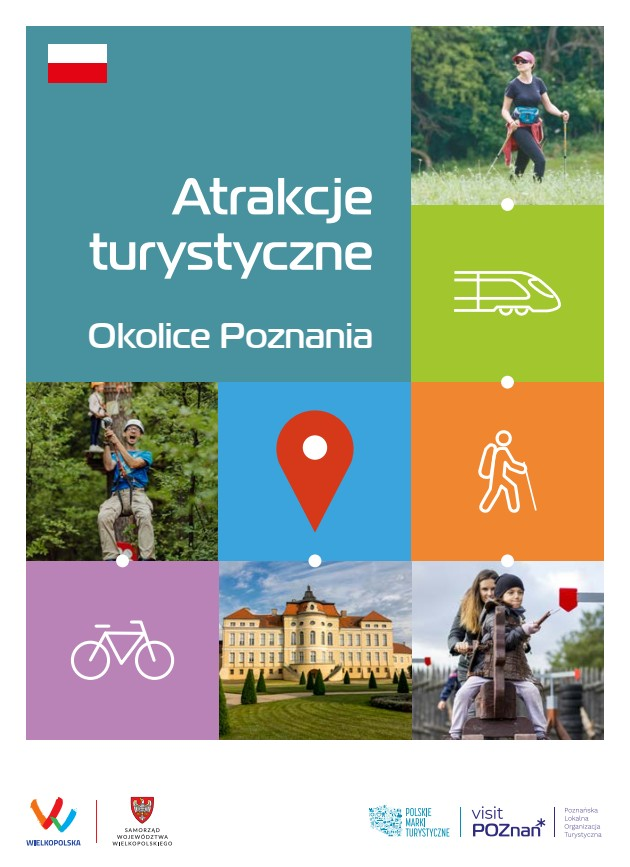 Atrakcje
turystyczne
Okolice Poznania
WIELKOPOLSKA
SAMORZĄD
WOJEWÓDZTWA
WIELKOPOLSKIEGO
POLSKIE
MARKI
TURYSTYCZNE
visit
POZnan*
Poznańska
Lokalna
Organizacja
Turystyczna